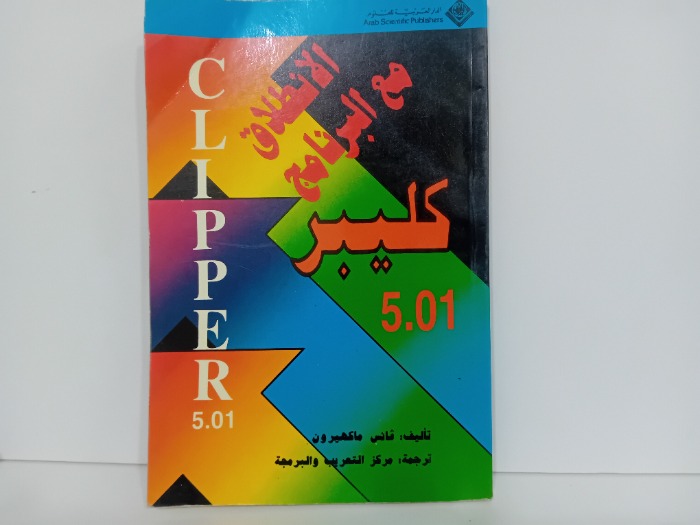 الدار العربية للعلوم
Arab Scientific Publishers
CLIPPER
5.01
الانطلاق
مع البرنامج
كليبر
5.01
تأليف: ڤانس ماكهيرون
ترجمة: مركز التعريب والبرمجة